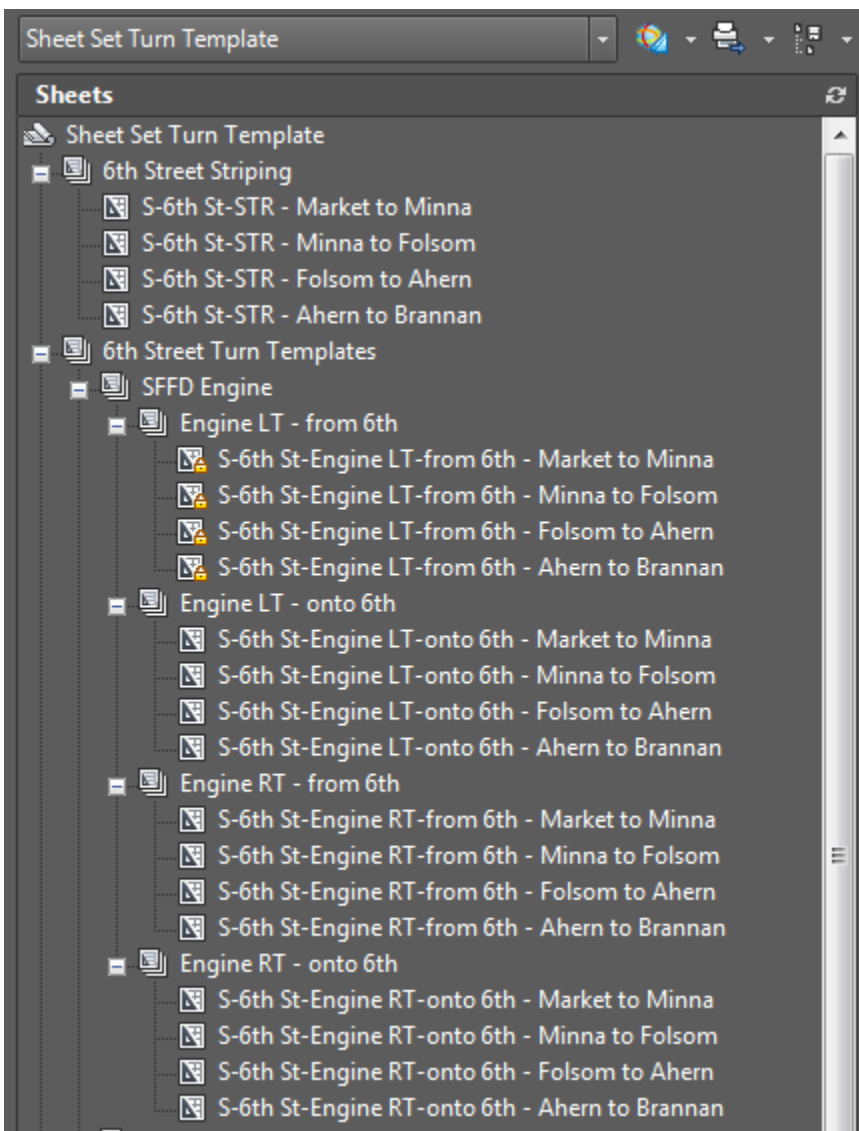 Sheet Set Turn Template
Sheets
Sheet Set Turn Template
6th Street Striping
S-6th St-STR - Market to Minna
S-6th St-STR - Minna to Folsom
S-6th St-STR - Folsom to Ahern
S-6th St-STR - Ahern to Brannan
6th Street Turn Templates
SFFD Engine
Engine LT - from 6th
S-6th St-Engine LT-from 6th - Market to Minna
S-6th St-Engine LT-from 6th - Minna to Folsom
S-6th St-Engine LT-from 6th - Folsom to Ahern
S-6th St-Engine LT-from 6th - Ahern to Brannan
Engine LT - onto 6th
S-6th St-Engine LT-onto 6th - Market to Minna
S-6th St-Engine LT-onto 6th - Minna to Folsom
S-6th St-Engine LT-onto 6th - Folsom to Ahern
S-6th St-Engine LT-onto 6th - Ahern to Brannan
Engine RT - from 6th
S-6th St-Engine RT-from 6th - Market to Minna
S-6th St-Engine RT-from 6th - Minna to Folsom
S-6th St-Engine RT-from 6th - Folsom to Ahern
S-6th St-Engine RT-from 6th - Ahern to Brannan
Engine RT - onto 6th
S-6th St-Engine RT-onto 6th - Market to Minna
S-6th St-Engine RT-onto 6th - Minna to Folsom
S-6th St-Engine RT-onto 6th - Folsom to Ahern
S-6th St-Engine RT-onto 6th - Ahern to Brannan